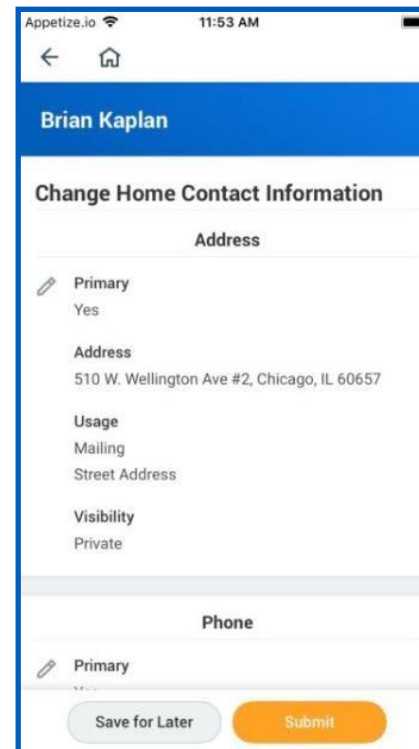 Appetize.io 11:53 AM
Brian Kaplan
Change Home Contact Information
Address
Primary
Yes
Address
510 W. Wellington Ave #2, Chicago, IL 60657
Usage
Mailing
Street Address
Visibility
Private
Phone
Primary
Save for Later Submit